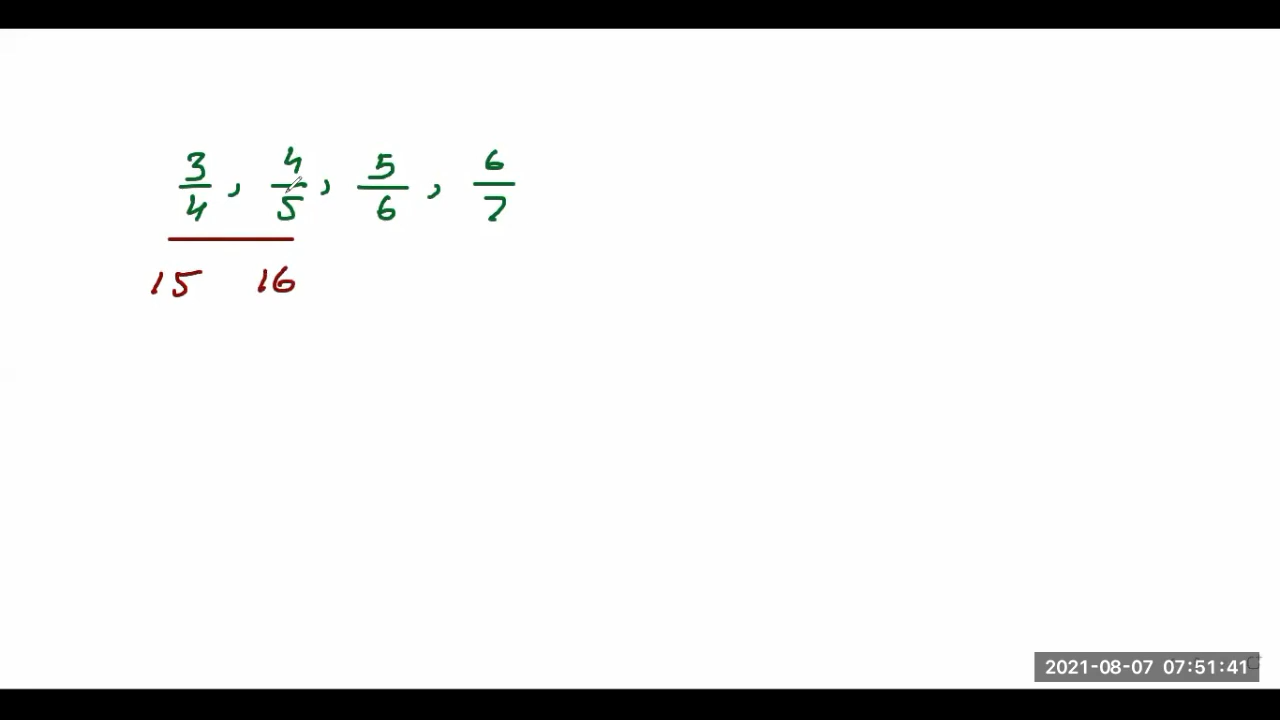 3/4 , 4/5 , 5/6 , 6/7
15 16
2021-08-07 07:51:41